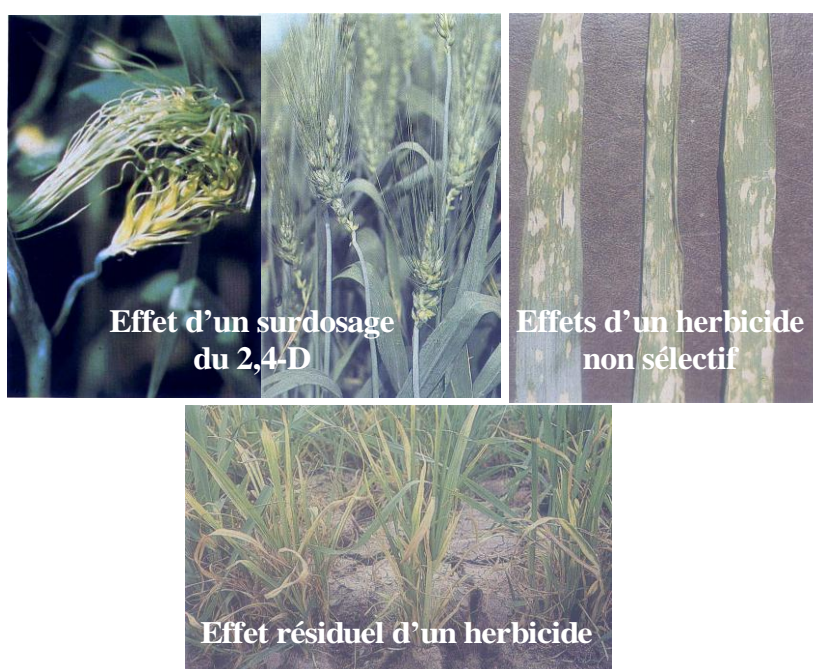 Effet d'un surdosage
du 2,4-D
Effets d'un herbicide
non sélectif
Effet résiduel d'un herbicide